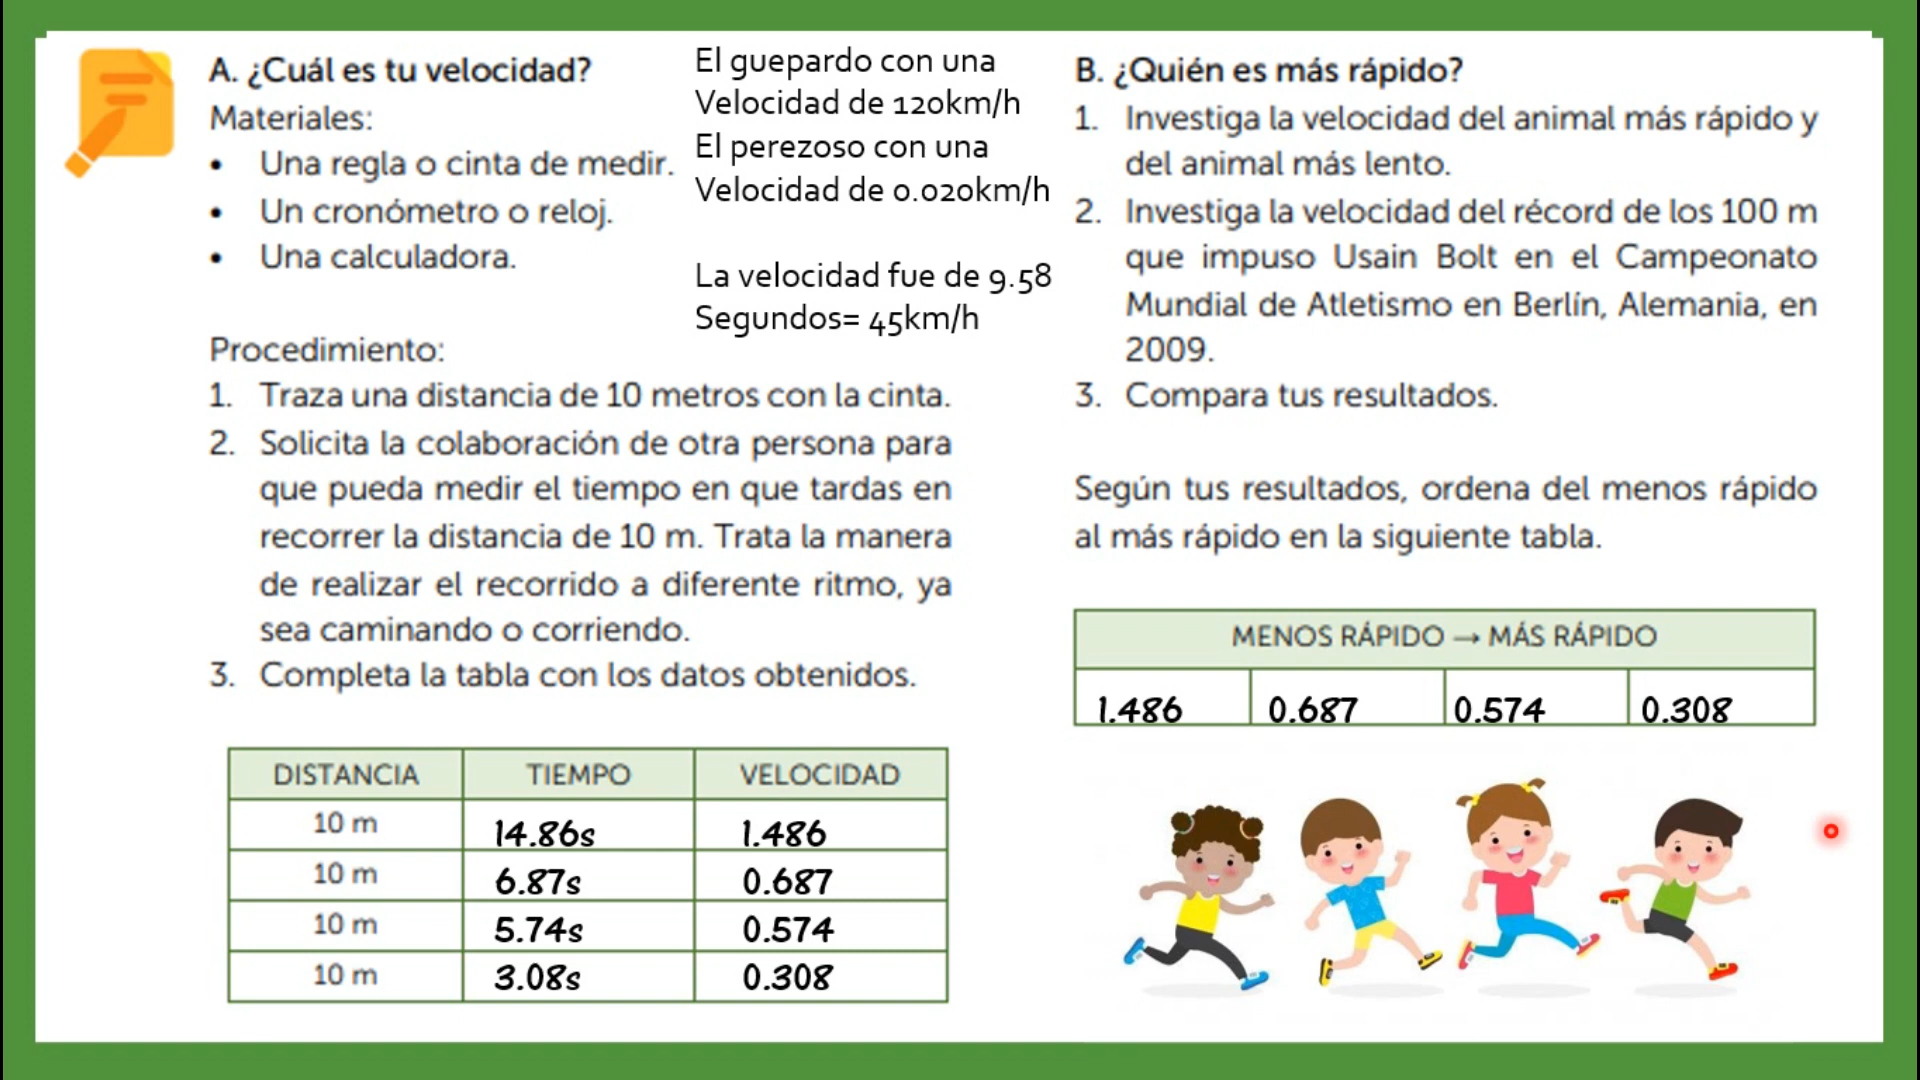 A. ¿Cuál es tu velocidad?
Materiales:
• Una regla o cinta de medir.
• Un cronómetro o reloj.
• Una calculadora.
Procedimiento:
1. Traza una distancia de 10 metros con la cinta.
2. Solicita la colaboración de otra persona para
que pueda medir el tiempo en que tardas en
recorrer la distancia de 10 m. Trata la manera
de realizar el recorrido a diferente ritmo, ya
sea caminando o corriendo.
3. Completa la tabla con los datos obtenidos.
DISTANCIA TIEMPO VELOCIDAD
10 m 14.86s 1.486
10 m 6.87s 0.687
10 m 5.74s 0.574
10 m 3.08s 0.308
El guepardo con una
Velocidad de 120km/h
El perezoso con una
Velocidad de 0.020km/h
La velocidad fue de 9.58
Segundos= 45km/h
B. ¿Quién es más rápido?
1. Investiga la velocidad del animal más rápido y
del animal más lento.
2. Investiga la velocidad del récord de los 100 m
que impuso Usain Bolt en el Campeonato
Mundial de Atletismo en Berlín, Alemania, en
2009.
3. Compara tus resultados.
Según tus resultados, ordena del menos rápido
al más rápido en la siguiente tabla.
MENOS RÁPIDO → MÁS RÁPIDO
1.486 0.687 0.574 0.308